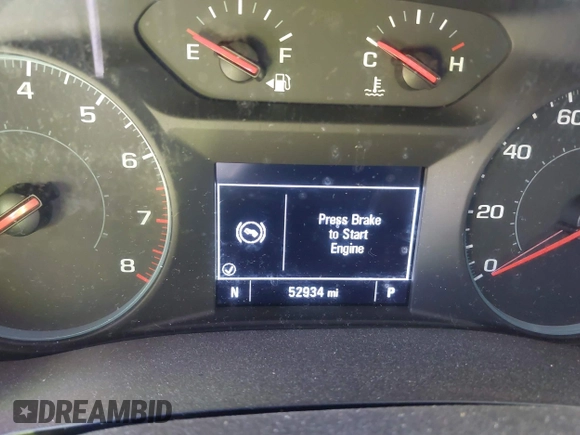 E F
C H
4
5
6
7
8
Press Brake
to Start
Engine
N 52934 mi P
60
40
20
0
DREAMBID